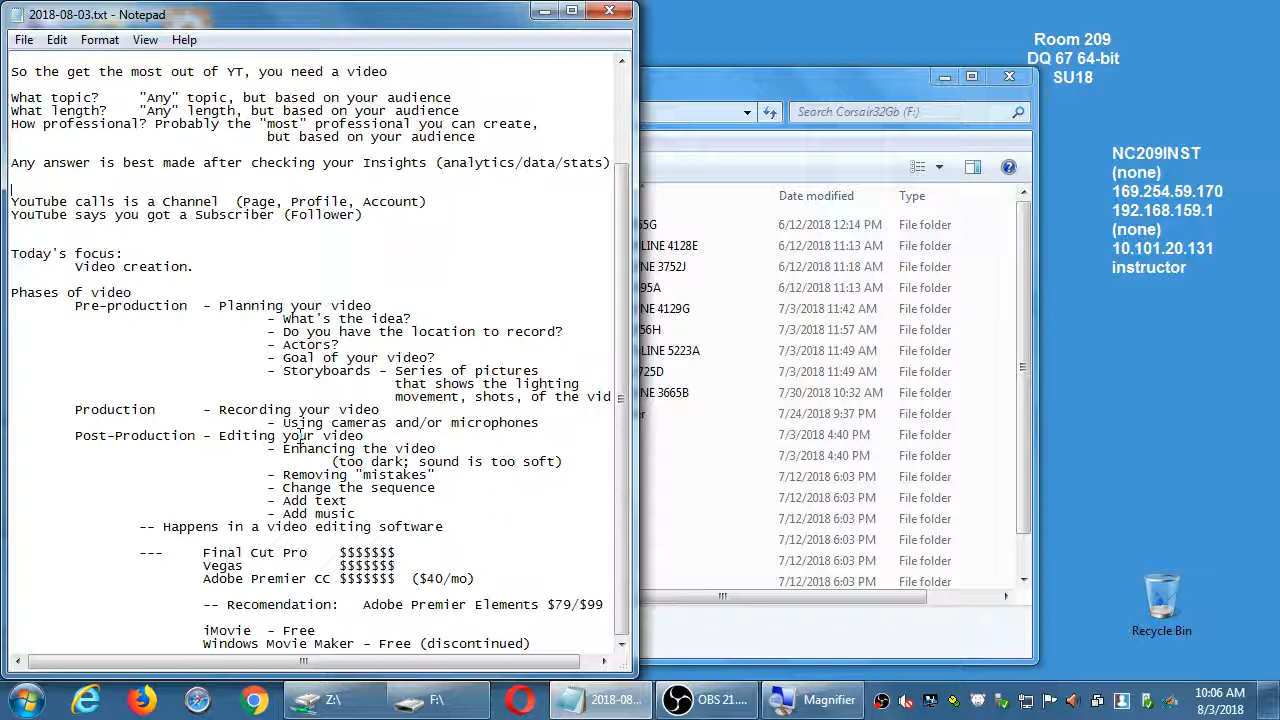 2018-08-03.txt - Notepad
File Edit Format View Help
So the get the most out of YT, you need a video
What topic? "Any" topic, but based on your audience
What length? "Any" length, but based on your audience
How professional? Probably the "most" professional you can create,
but based on your audience
Any answer is best made after checking your Insights (analytics/data/stats)
YouTube calls is a Channel (Page, Profile, Account)
YouTube says you got a Subscriber (Follower)
Today's focus:
Video creation.
Phases of video
Pre-production - Planning your video
- What's the idea?
- Do you have the location to record?
- Actors?
- Goal of your video?
- Storyboards - Series of pictures
that shows the lighting
movement, shots, of the vid
Production - Recording your video
- Using cameras and/or microphones
Post-Production - Editing your video
- Enhancing the video
(too dark; sound is too soft)
- Removing "mistakes"
- Change the sequence
- Add text
- Add music
-- Happens in a video editing software
--- Final Cut Pro $$$$$$$
Vegas $$$$$$$
Adobe Premier CC $$$$$$$ ($40/mo)
-- Recomendation: Adobe Premier Elements $79/$99
iMovie - Free
Windows Movie Maker - Free (discontinued)
Search Corsair32Gb (F:)
Date modified Type
65G 6/12/2018 12:14 PM File folder
LINE 4128E 6/12/2018 11:13 AM File folder
NE 3752J 6/12/2018 11:18 AM File folder
95A 6/12/2018 11:13 AM File folder
INE 4129G 7/3/2018 11:42 AM File folder
56H 7/3/2018 11:57 AM File folder
LINE 5223A 7/3/2018 11:49 AM File folder
725D 7/3/2018 11:49 AM File folder
NE 3665B 7/30/2018 10:32 AM File folder
r 7/24/2018 9:37 PM File folder
7/3/2018 4:40 PM File folder
7/3/2018 4:40 PM File folder
7/12/2018 6:03 PM File folder
7/12/2018 6:03 PM File folder
7/12/2018 6:03 PM File folder
7/12/2018 6:03 PM File folder
7/12/2018 6:03 PM File folder
7/12/2018 6:03 PM File folder
Room 209
DQ 67 64-bit
SU18
NC209INST
(none)
169.254.59.170
192.168.159.1
(none)
10.101.20.131
instructor
Recycle Bin
Z:\ F:\ 2018-08... OBS 21.... Magnifier
10:06 AM
8/3/2018